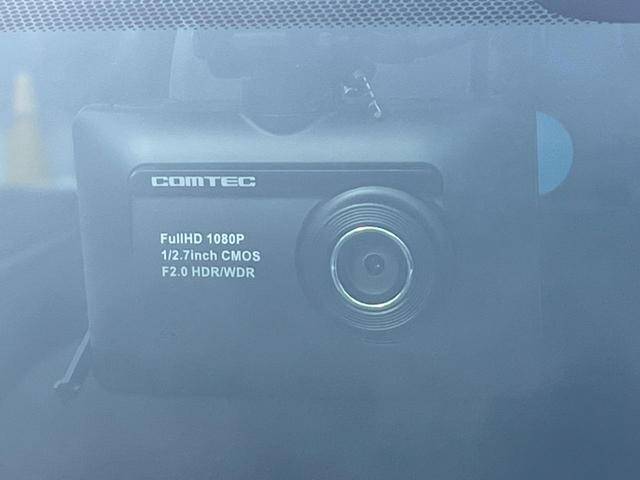 COMTEC
FullHD 1080P
1/2.7inch CMOS
F2.0 HDR/WDR